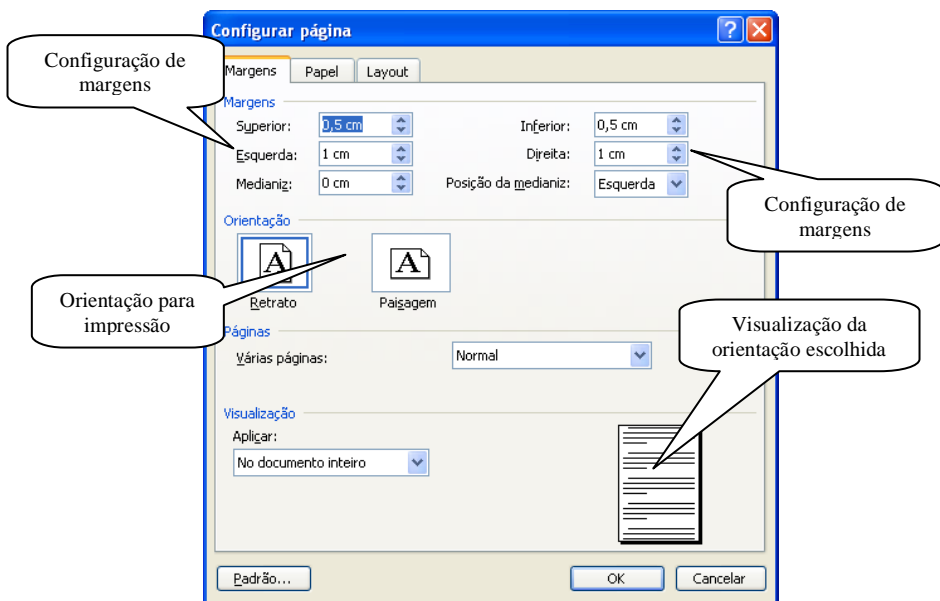 Configurar página
Configuração de
margens
Margens Papel Layout
Margens
Superior: 0,5 cm Inferior: 0,5 cm
Esquerda: 1 cm Direita: 1 cm
Medianiz: 0 cm Posição da medianiz: Esquerda
Configuração de
margens
Orientação
A A
Retrato Paisagem
Orientação para
impressão
Páginas
Várias páginas: Normal
Visualização da
orientação escolhida
Visualização
Aplicar:
No documento inteiro
Padrão... OK Cancelar